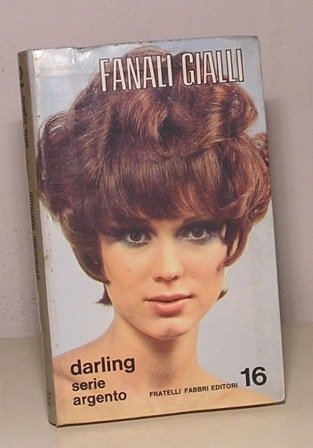 FANALI GIALLI
darling
serie
argento
FRATELLI FABBRI EDITORI 16